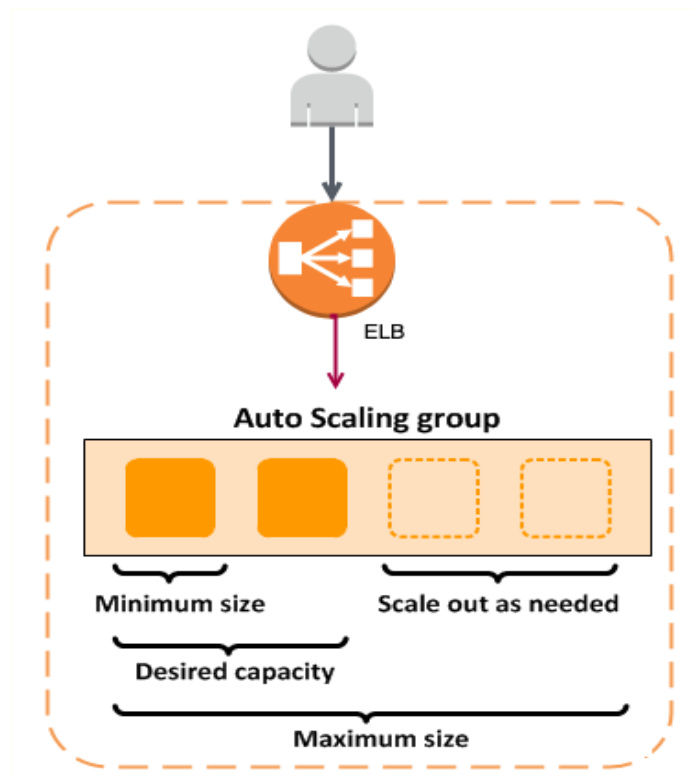 ELB
Auto Scaling group
Minimum size
Scale out as needed
Desired capacity
Maximum size